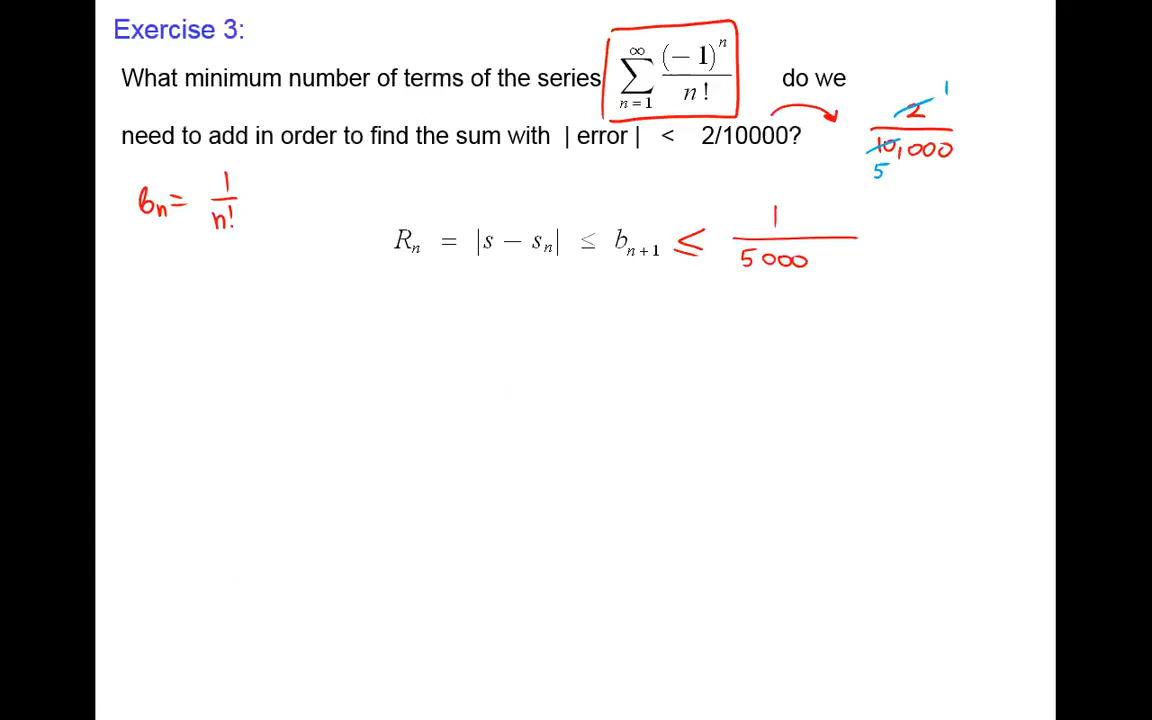 Exercise 3:
What minimum number of terms of the series ∑_{n=1}^{∞} (−1)^n / n! do we
need to add in order to find the sum with | error | < 2/10000?
2 1
10,000
5
b_n = 1/n!
R_n = |s − s_n| ≤ b_{n+1} ≤ 1/5000